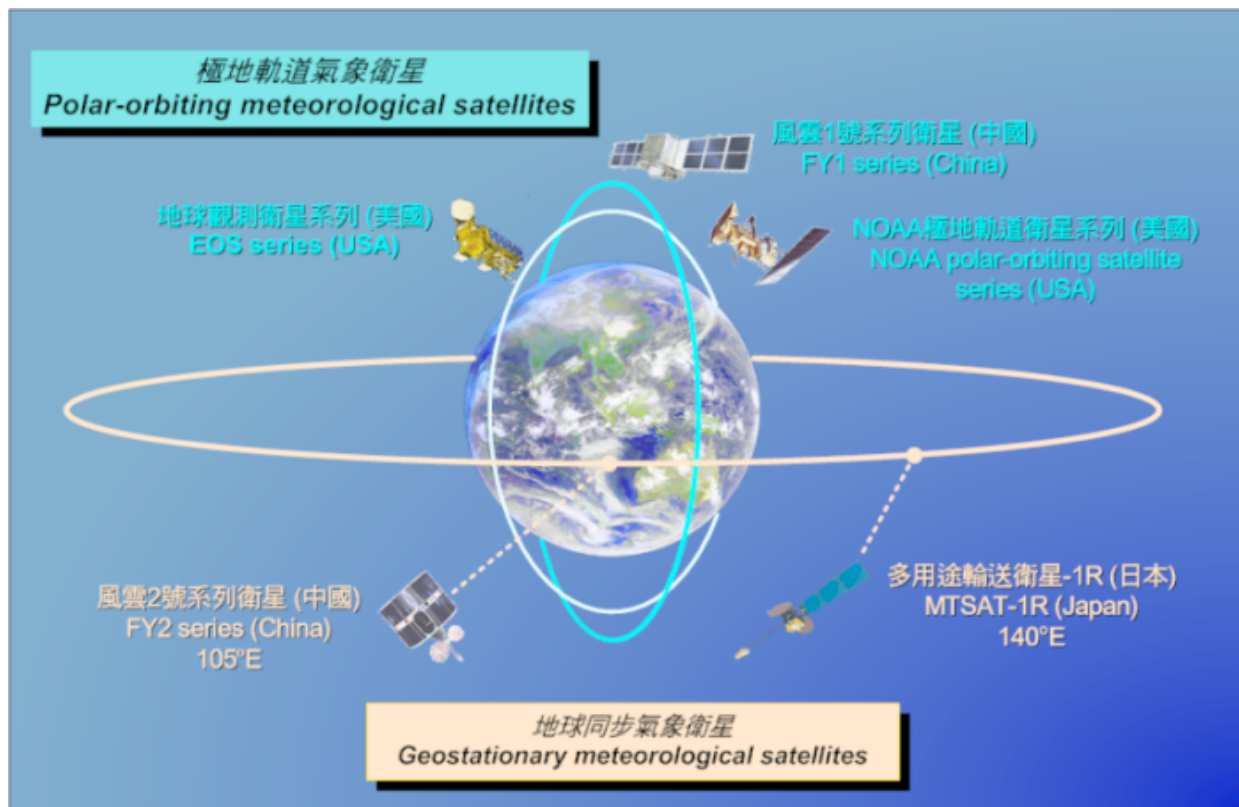 極地軌道氣象衛星
Polar-orbiting meteorological satellites
風雲1號系列衛星 (中國)
FY1 series (China)
地球觀測衛星系列 (美國)
EOS series (USA)
NOAA極地軌道衛星系列 (美國)
NOAA polar-orbiting satellite
series (USA)
風雲2號系列衛星 (中國)
FY2 series (China)
105°E
多用途輸送衛星-1R (日本)
MTSAT-1R (Japan)
140°E
地球同步氣象衛星
Geostationary meteorological satellites